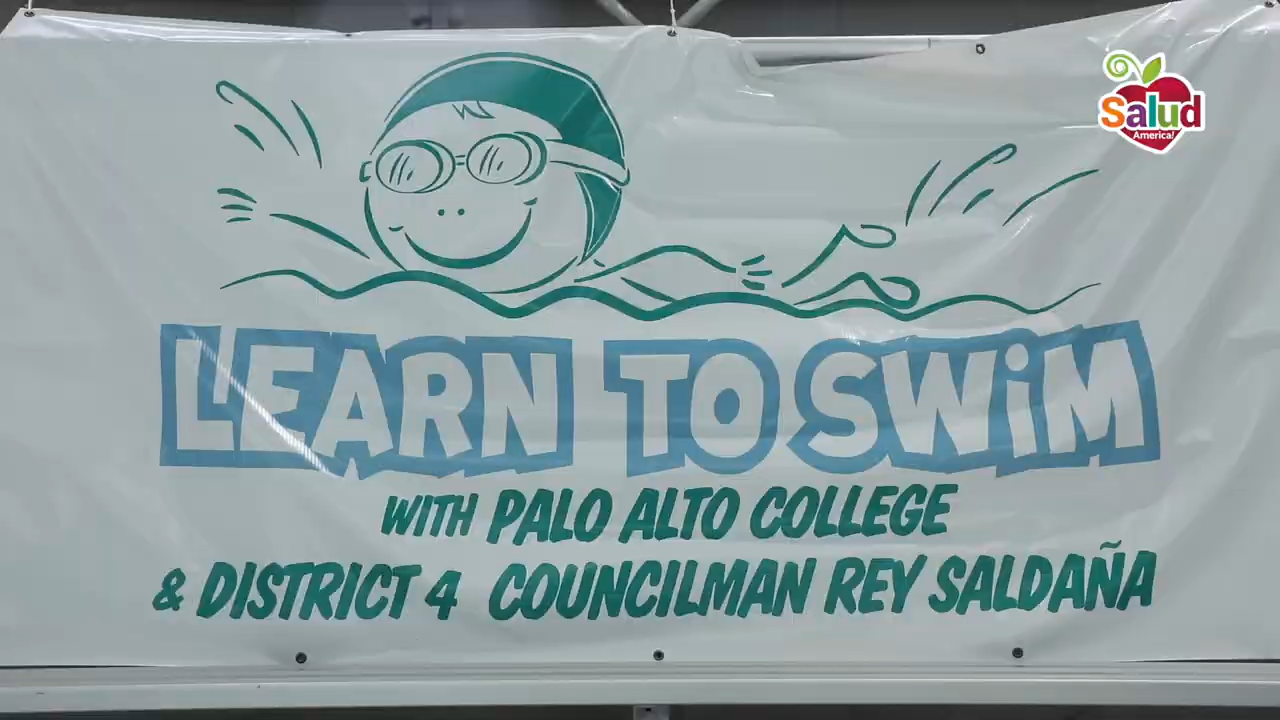 Salud
America!
LEARN TO SWiM
WITH PALO ALTO COLLEGE
& DISTRICT 4 COUNCILMAN REY SALDAÑA